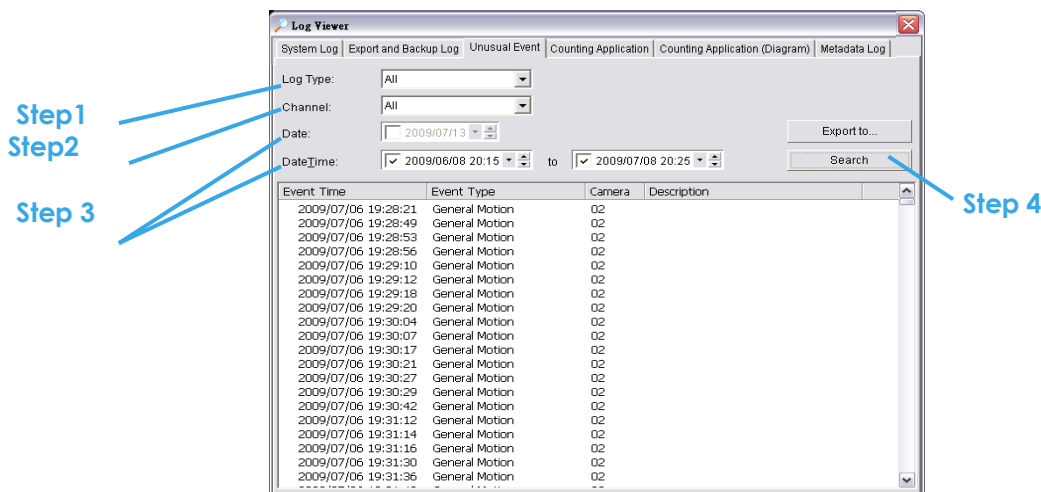 Log Viewer
System Log Export and Backup Log Unusual Event Counting Application Counting Application (Diagram) Metadata Log
Log Type: All
Step1
Channel: All
Step2
Date: 2009/07/13
Export to...
DateTime: 2009/06/08 20:15 to 2009/07/08 20:25
Search
Step 3
Step 4
Event Time Event Type Camera Description
2009/07/06 19:28:21 General Motion 02
2009/07/06 19:28:49 General Motion 02
2009/07/06 19:28:53 General Motion 02
2009/07/06 19:28:56 General Motion 02
2009/07/06 19:29:10 General Motion 02
2009/07/06 19:29:12 General Motion 02
2009/07/06 19:29:18 General Motion 02
2009/07/06 19:29:20 General Motion 02
2009/07/06 19:30:04 General Motion 02
2009/07/06 19:30:07 General Motion 02
2009/07/06 19:30:17 General Motion 02
2009/07/06 19:30:21 General Motion 02
2009/07/06 19:30:27 General Motion 02
2009/07/06 19:30:29 General Motion 02
2009/07/06 19:30:42 General Motion 02
2009/07/06 19:31:12 General Motion 02
2009/07/06 19:31:14 General Motion 02
2009/07/06 19:31:16 General Motion 02
2009/07/06 19:31:30 General Motion 02
2009/07/06 19:31:36 General Motion 02